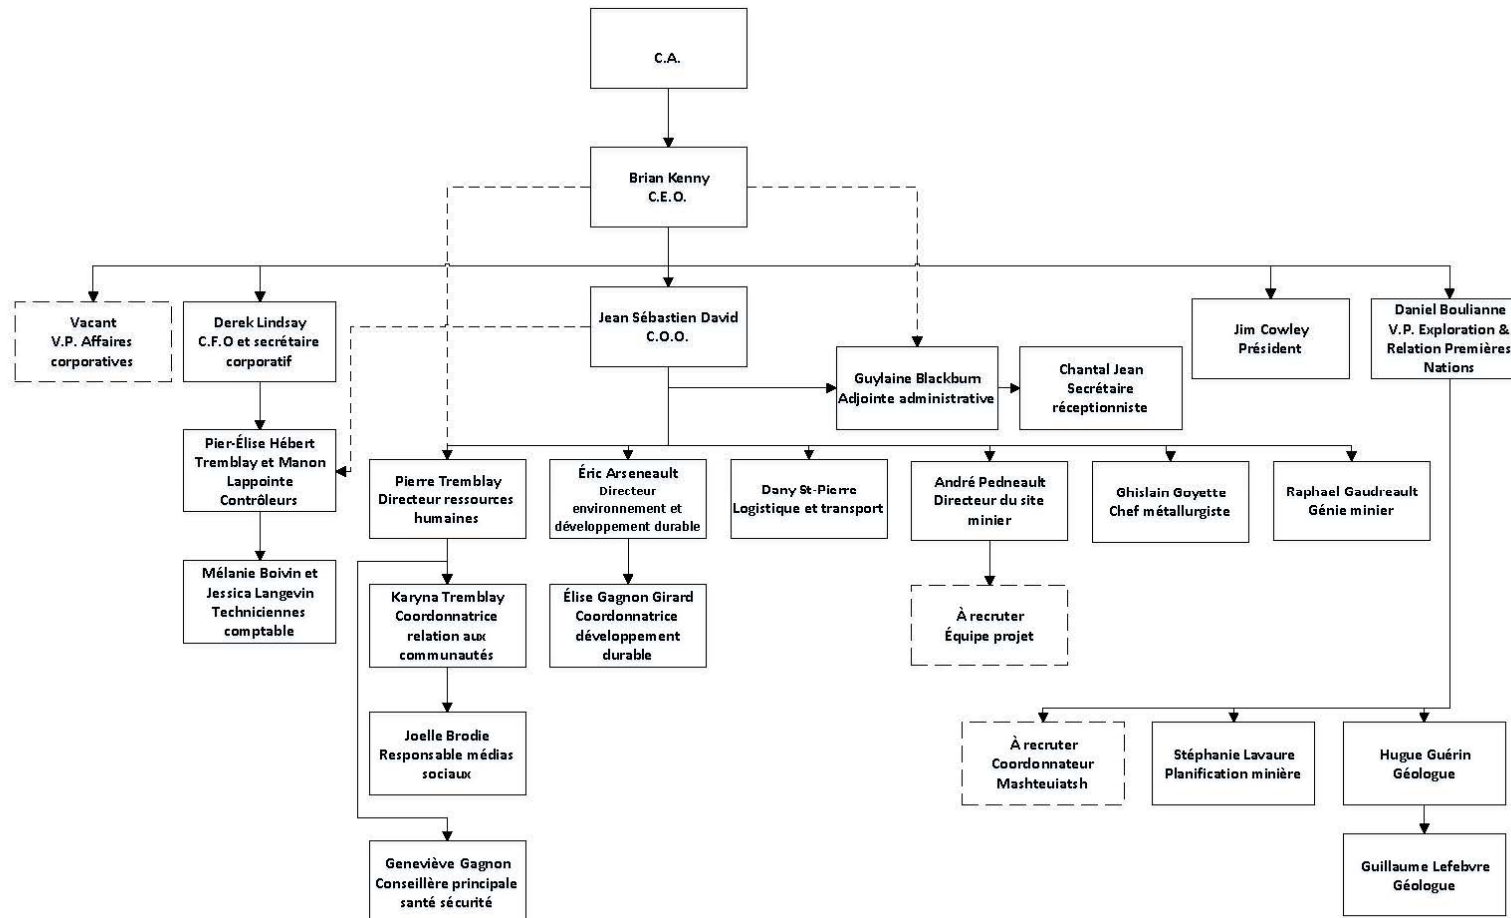 C.A.
Brian Kenny
C.E.O.
Vacant
V.P. Affaires
corporatives
Derek Lindsay
C.F.O et secrétaire
corporatif
Jean Sébastien David
C.O.O.
Jim Cowley
Président
Daniel Boulianne
V.P. Exploration &
Relation Premières
Nations
Guylaine Blackburn
Adjointe administrative
Chantal Jean
Secrétaire
réceptionniste
Pier-Élise Hébert
Tremblay et Manon
Lappointe
Contrôleurs
Pierre Tremblay
Directeur ressources
humaines
Éric Arseneault
Directeur
environnement et
développement durable
Dany St-Pierre
Logistique et transport
André Pedneault
Directeur du site
minier
Ghislain Goyette
Chef métallurgiste
Raphael Gaudreault
Génie minier
Mélanie Boivin et
Jessica Langevin
Techniciennes
comptable
Karyna Tremblay
Coordonnatrice
relation aux
communautés
Élise Gagnon Girard
Coordonnatrice
développement
durable
À recruter
Équipe projet
Joelle Brodie
Responsable médias
sociaux
À recruter
Coordonnateur
Mashteuiatsh
Stéphanie Lavaure
Planification minière
Hugue Guérin
Géologue
Geneviève Gagnon
Conseillère principale
santé sécurité
Guillaume Lefebvre
Géologue